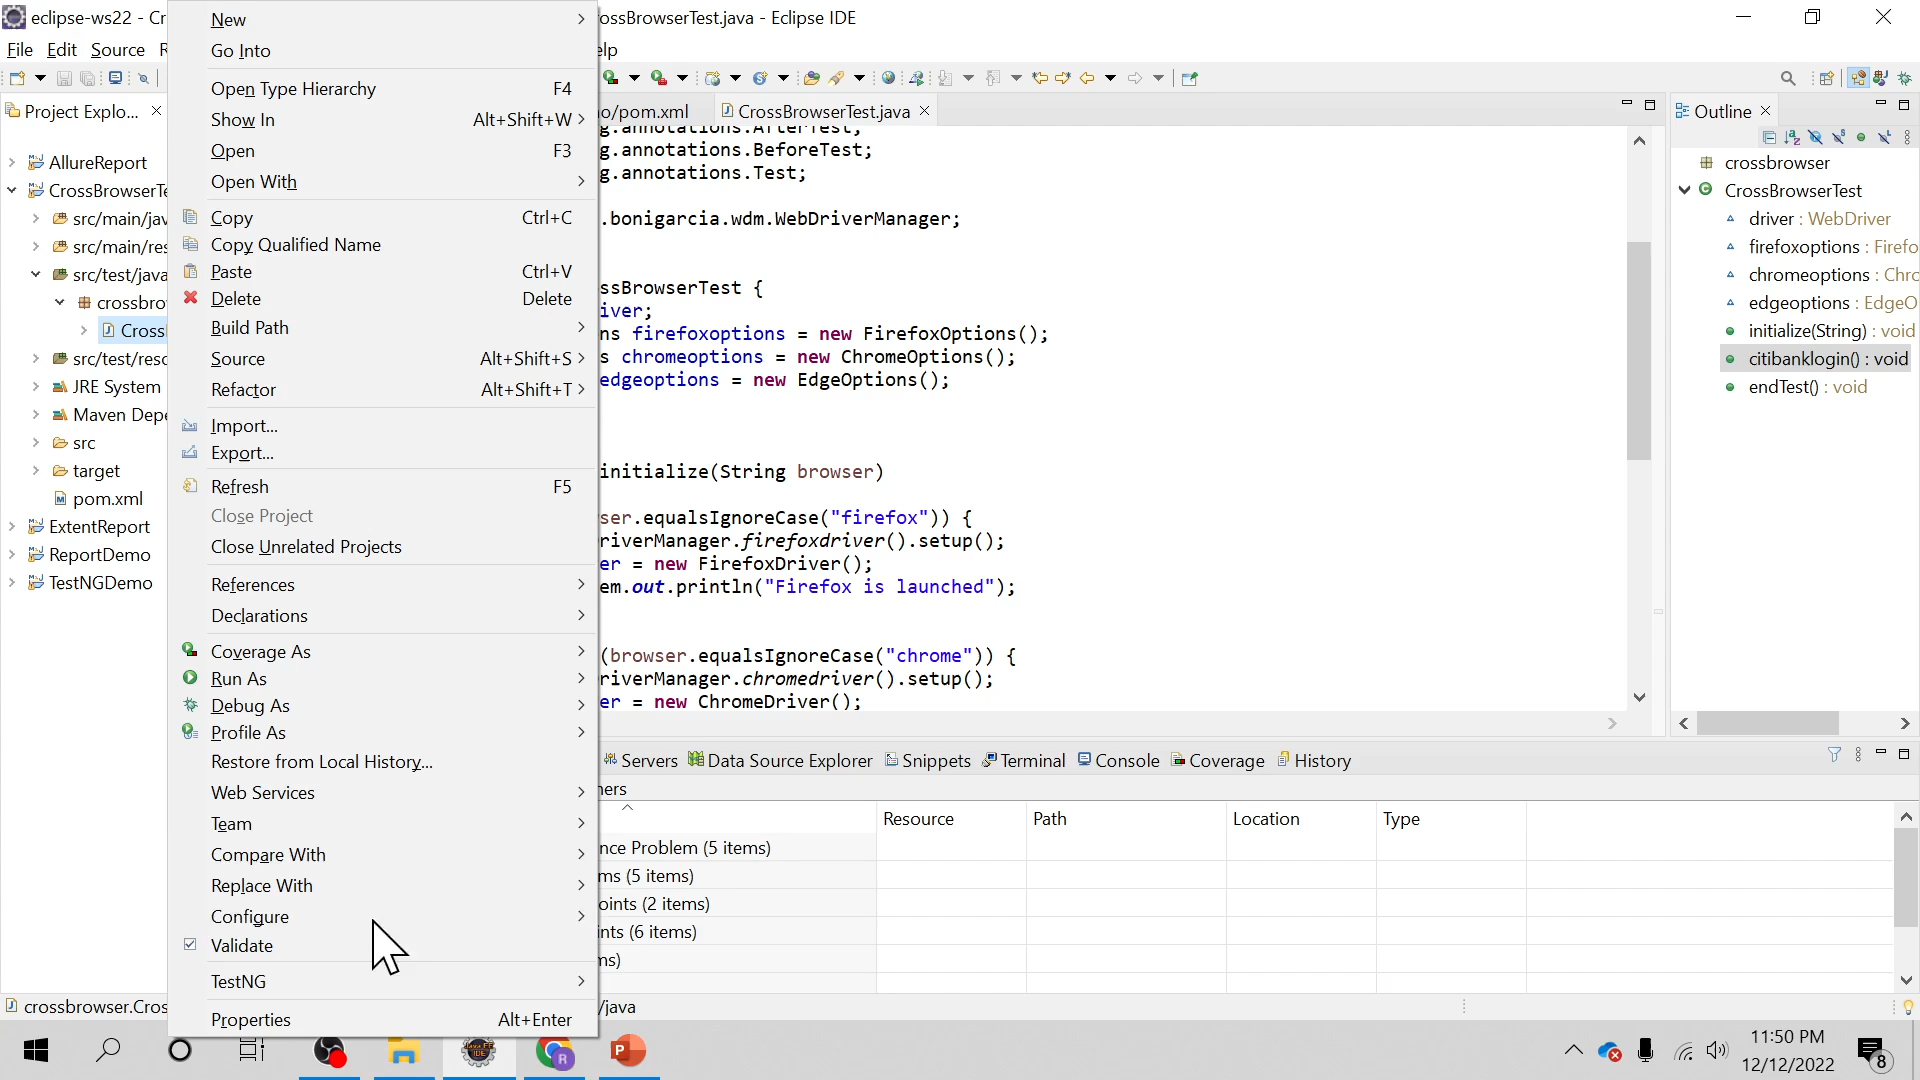 eclipse-ws22 - Cr
ossBrowserTest.java - Eclipse IDE
File Edit Source R
elp
Project Explo...
AllureReport
CrossBrowserTe
src/main/jav
src/main/res
src/test/java
crossbro
Cross
src/test/reso
JRE System
Maven Depe
src
target
pom.xml
ExtentReport
ReportDemo
TestNGDemo
crossbrowser.Cros
New
Go Into
Open Type Hierarchy F4
Show In Alt+Shift+W
Open F3
Open With
Copy Ctrl+C
Copy Qualified Name
Paste Ctrl+V
Delete Delete
Build Path
Source Alt+Shift+S
Refactor Alt+Shift+T
Import...
Export...
Refresh F5
Close Project
Close Unrelated Projects
References
Declarations
Coverage As
Run As
Debug As
Profile As
Restore from Local History...
Web Services
Team
Compare With
Replace With
Configure
Validate
TestNG
Properties Alt+Enter
o/pom.xml
CrossBrowserTest.java
g.annotations.AfterTest;
g.annotations.BeforeTest;
g.annotations.Test;
.bonigarcia.wdm.WebDriverManager;
ssBrowserTest {
iver;
ns firefoxoptions = new FirefoxOptions();
s chromeoptions = new ChromeOptions();
edgeoptions = new EdgeOptions();
initialize(String browser)
ser.equalsIgnoreCase("firefox")) {
riverManager.firefoxdriver().setup();
er = new FirefoxDriver();
em.out.println("Firefox is launched");
(browser.equalsIgnoreCase("chrome")) {
riverManager.chromedriver().setup();
er = new ChromeDriver();
Outline
crossbrowser
CrossBrowserTest
driver : WebDriver
firefoxoptions : Firefo
chromeoptions : Chro
edgeoptions : EdgeO
initialize(String) : void
citibanklogin() : void
endTest() : void
Servers Data Source Explorer Snippets Terminal Console Coverage History
hers
Resource Path Location Type
nce Problem (5 items)
ms (5 items)
oints (2 items)
ints (6 items)
ms)
/java
11:50 PM
12/12/2022
8